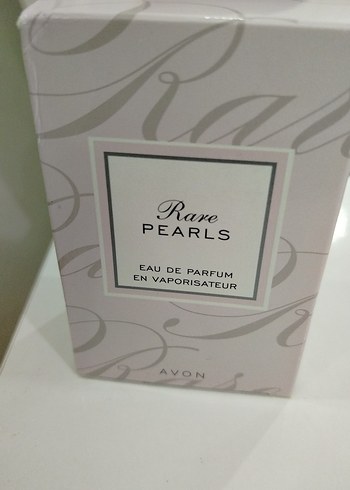 Rare
PEARLS
EAU DE PARFUM
EN VAPORISATEUR
AVON